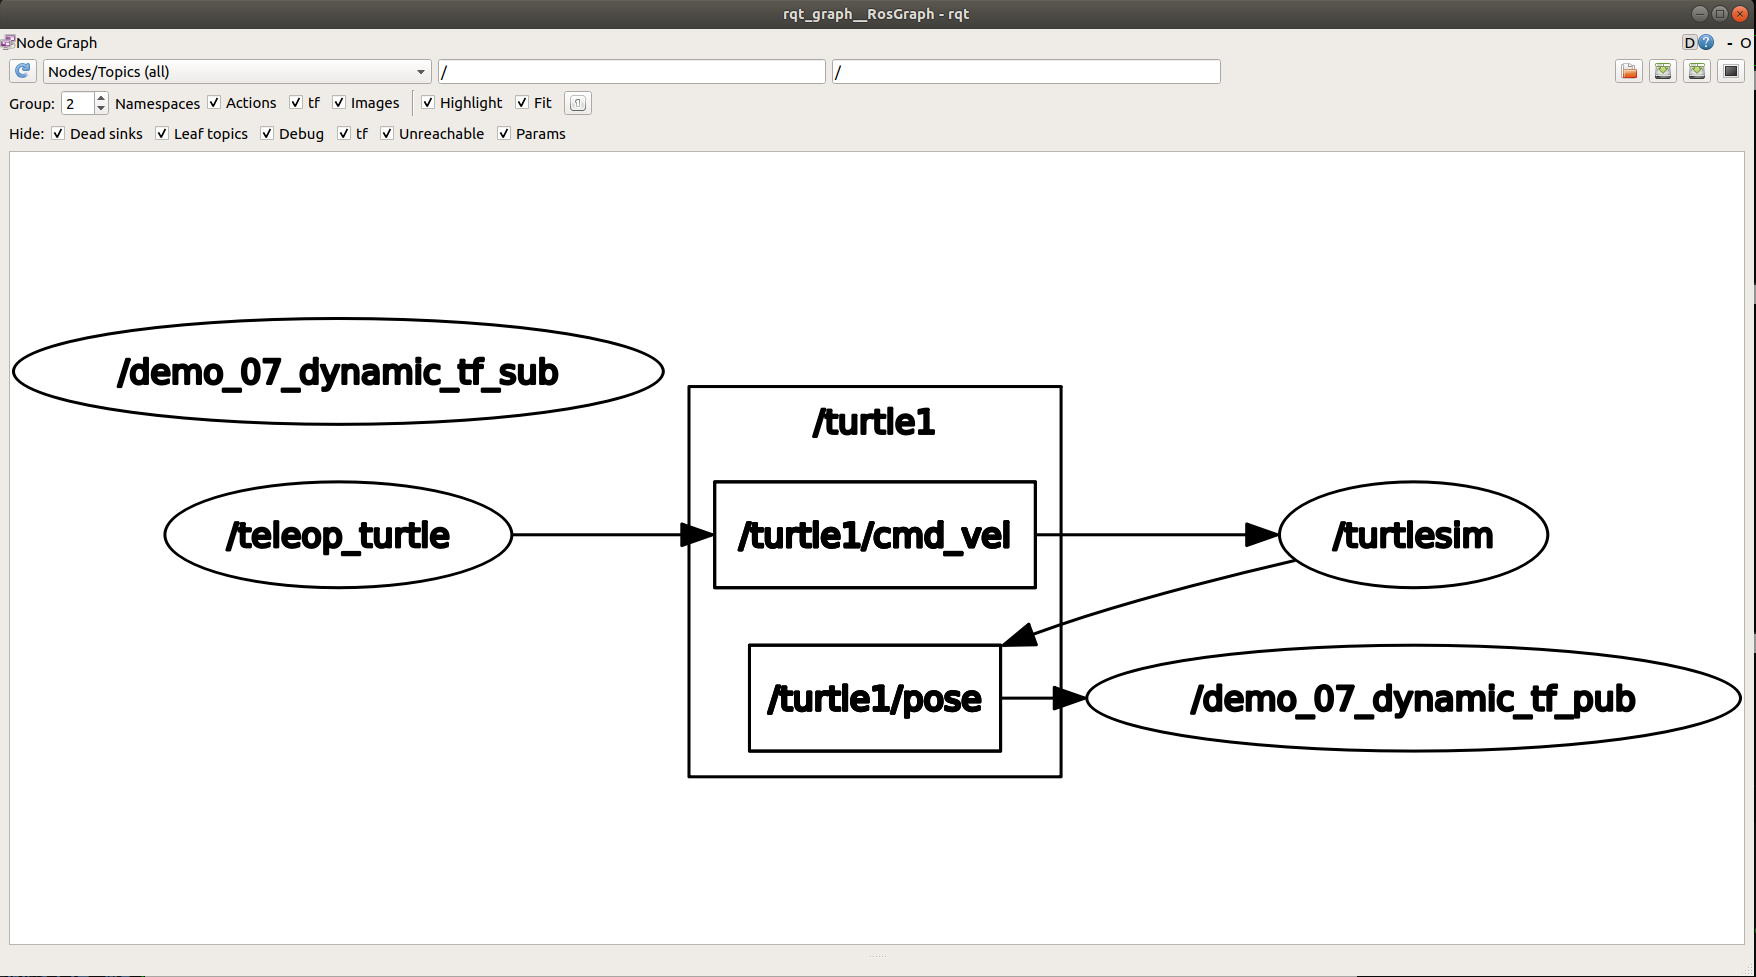 rqt_graph__RosGraph - rqt
Node Graph
D ? - O
Nodes/Topics (all) / /
Group: 2 Namespaces Actions tf Images Highlight Fit
Hide: Dead sinks Leaf topics Debug tf Unreachable Params
/demo_07_dynamic_tf_sub
/turtle1
/teleop_turtle
/turtle1/cmd_vel
/turtlesim
/turtle1/pose
/demo_07_dynamic_tf_pub